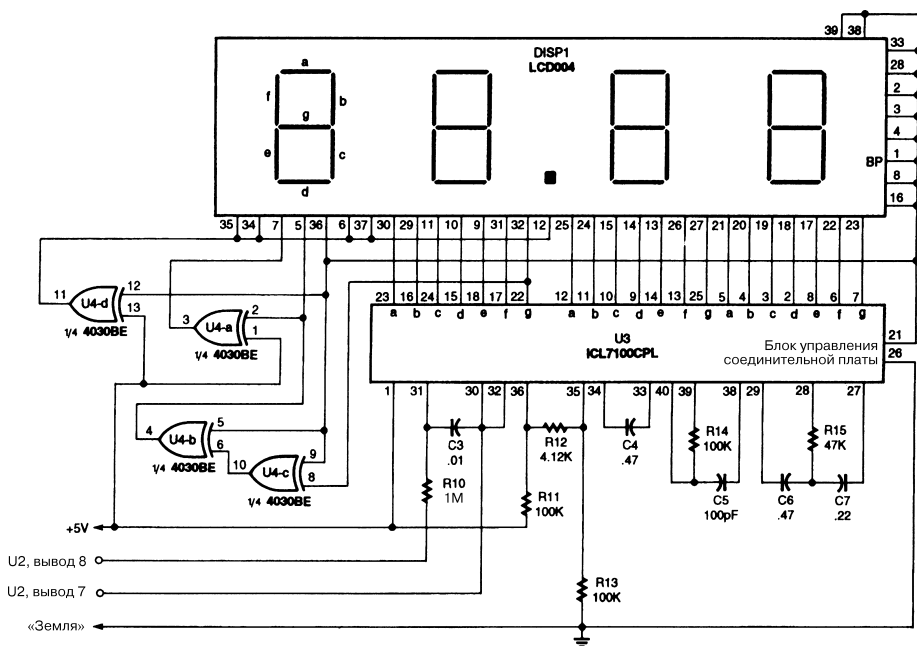 39 38
DISP1
LCD004
33
28
2
3
4
1
8
16
BP
a
f
b
g
e
c
d
35 34 7 5 36 6 37 30 29 11 10 9 31 32 12 25 24 15 14 13 26 27 21 20 19 18 17 22 23
11
U4-d
12
13
1/4 4030BE
3
U4-a
2
1
1/4 4030BE
23 16 24 15 18 17 22 12 11 10 9 14 13 25 5 4 3 2 8 6 7
a b c d e f g a b c d e f g a b c d e f g
U3
ICL7100CPL
Блок управления
соединительной платы
21
26
1 31 30 32 36 35 34 33 40 39 38 29 28 27
4
U4-b
5
6
1/4 4030BE
10
U4-c
9
8
1/4 4030BE
C3
.01
R10
1M
R12
4.12K
R11
100K
C4
.47
R14
100K
C5
100pF
R15
47K
C6
.47
C7
.22
+5V
U2, вывод 8
U2, вывод 7
R13
100K
«Земля»